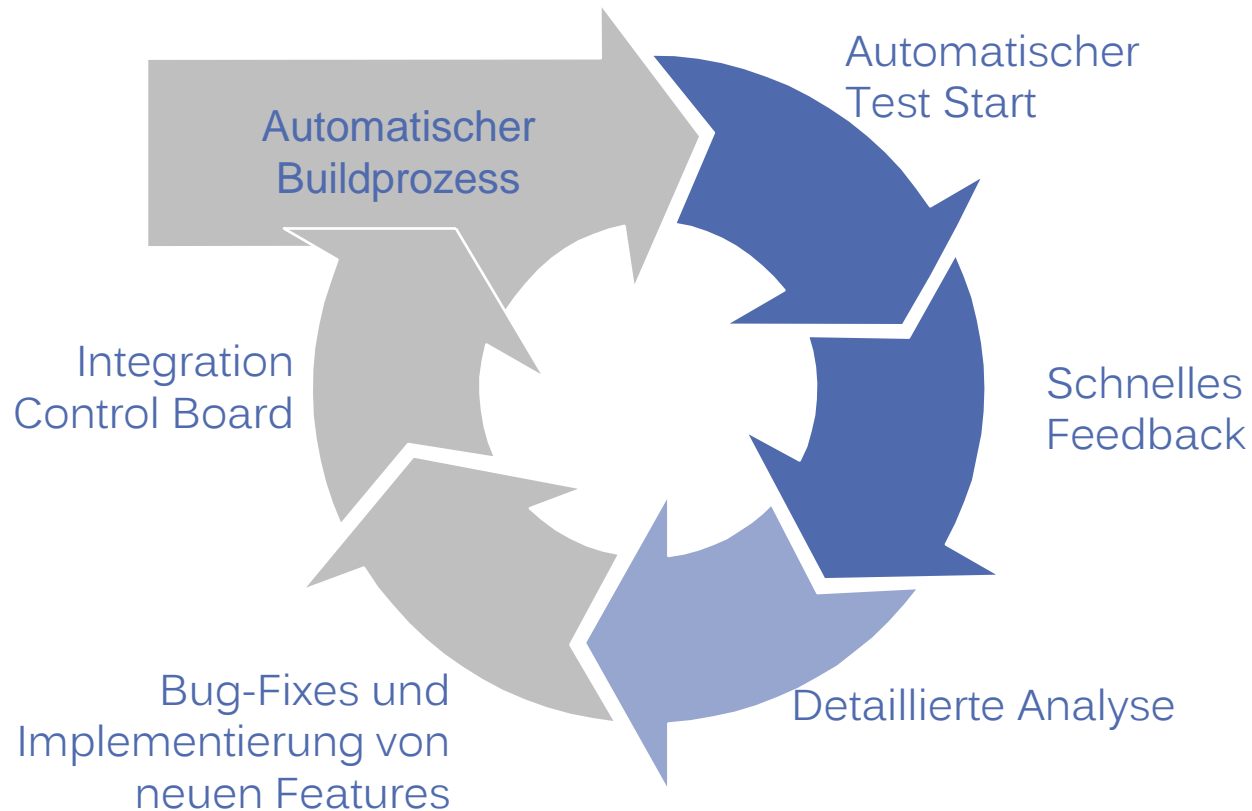 Automatischer
Buildprozess
Automatischer
Test Start
Schnelles
Feedback
Detaillierte Analyse
Bug-Fixes und
Implementierung von
neuen Features
Integration
Control Board